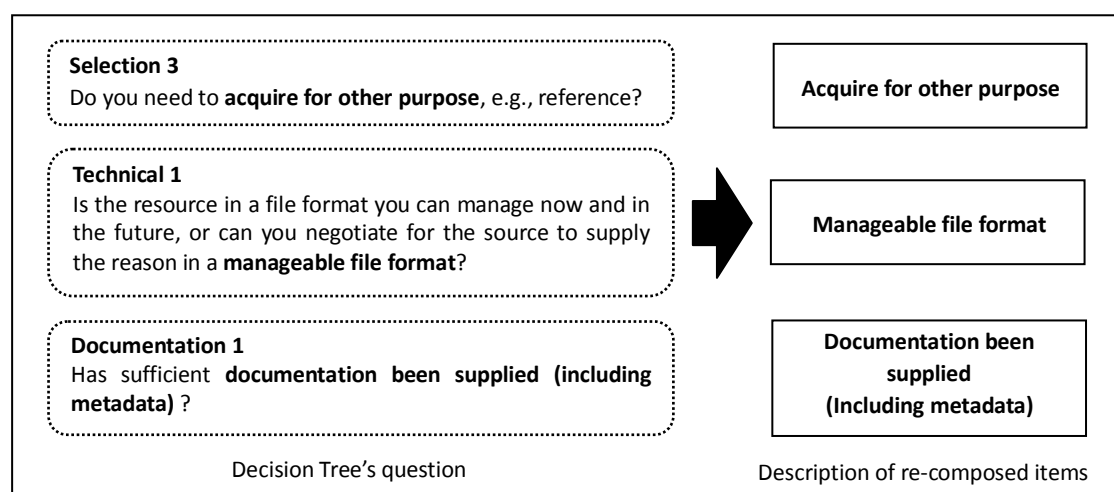 Selection 3
Do you need to acquire for other purpose, e.g., reference?
Acquire for other purpose
Technical 1
Is the resource in a file format you can manage now and in
the future, or can you negotiate for the source to supply
the reason in a manageable file format?
Manageable file format
Documentation 1
Has sufficient documentation been supplied (including
metadata) ?
Documentation been
supplied
(Including metadata)
Decision Tree’s question
Description of re-composed items